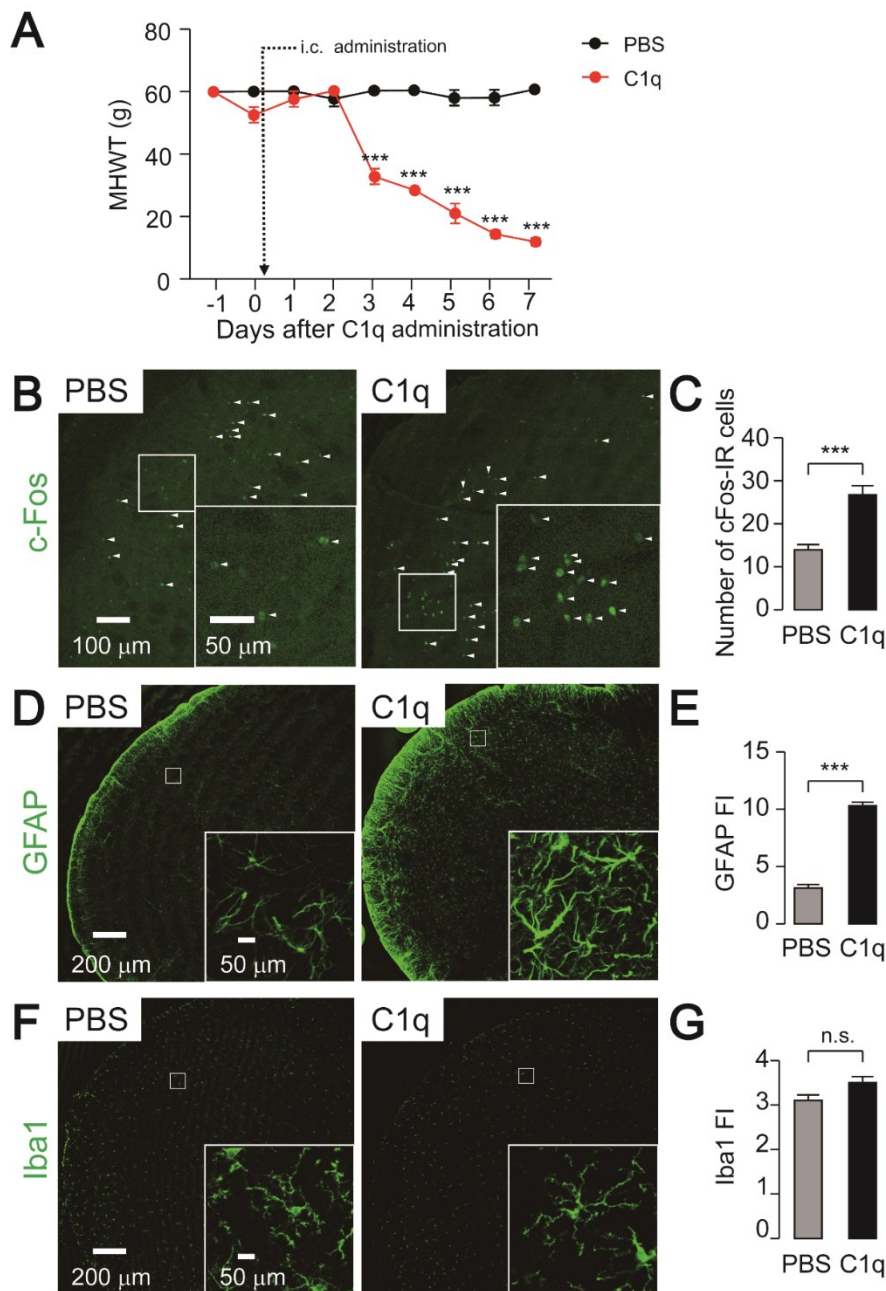 A
i.c. administration
PBS
C1q
MHWT (g)
80
60
40
20
0
***
***
***
***
***
-1 0 1 2 3 4 5 6 7
Days after C1q administration
B
PBS
C1q
c-Fos
100 μm
50 μm
C
Number of cFos-IR cells
40
30
20
10
0
***
PBS C1q
D
PBS
C1q
GFAP
200 μm
50 μm
E
GFAP FI
15
10
5
0
***
PBS C1q
F
PBS
C1q
Iba1
200 μm
50 μm
G
Iba1 FI
4
3
2
1
0
n.s.
PBS C1q